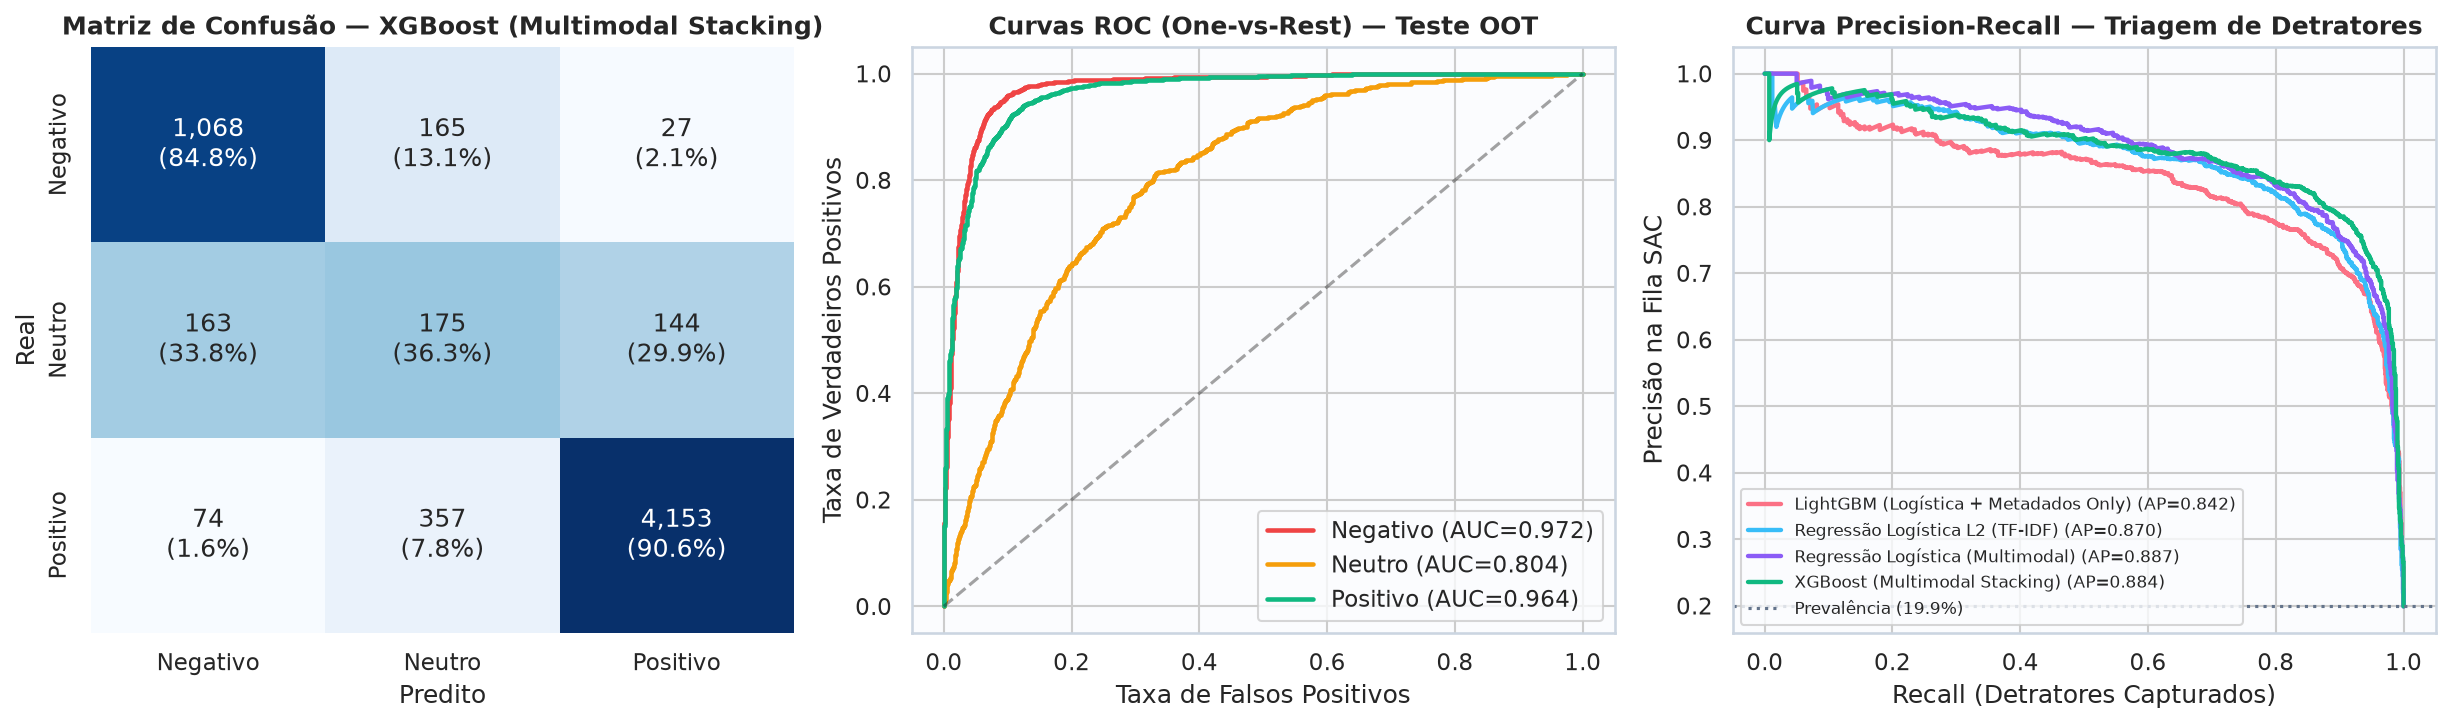 Matriz de Confusão — XGBoost (Multimodal Stacking)
Real
Negativo
Neutro
Positivo
1,068
(84.8%)
165
(13.1%)
27
(2.1%)
163
(33.8%)
175
(36.3%)
144
(29.9%)
74
(1.6%)
357
(7.8%)
4,153
(90.6%)
Negativo
Neutro
Positivo
Predito
Curvas ROC (One-vs-Rest) — Teste OOT
Taxa de Verdadeiros Positivos
1.0
0.8
0.6
0.4
0.2
0.0
Negativo (AUC=0.972)
Neutro (AUC=0.804)
Positivo (AUC=0.964)
0.0
0.2
0.4
0.6
0.8
1.0
Taxa de Falsos Positivos
Curva Precision-Recall — Triagem de Detratores
Precisão na Fila SAC
1.0
0.9
0.8
0.7
0.6
0.5
0.4
0.3
0.2
LightGBM (Logística + Metadados Only) (AP=0.842)
Regressão Logística L2 (TF-IDF) (AP=0.870)
Regressão Logística (Multimodal) (AP=0.887)
XGBoost (Multimodal Stacking) (AP=0.884)
Prevalência (19.9%)
0.0
0.2
0.4
0.6
0.8
1.0
Recall (Detratores Capturados)